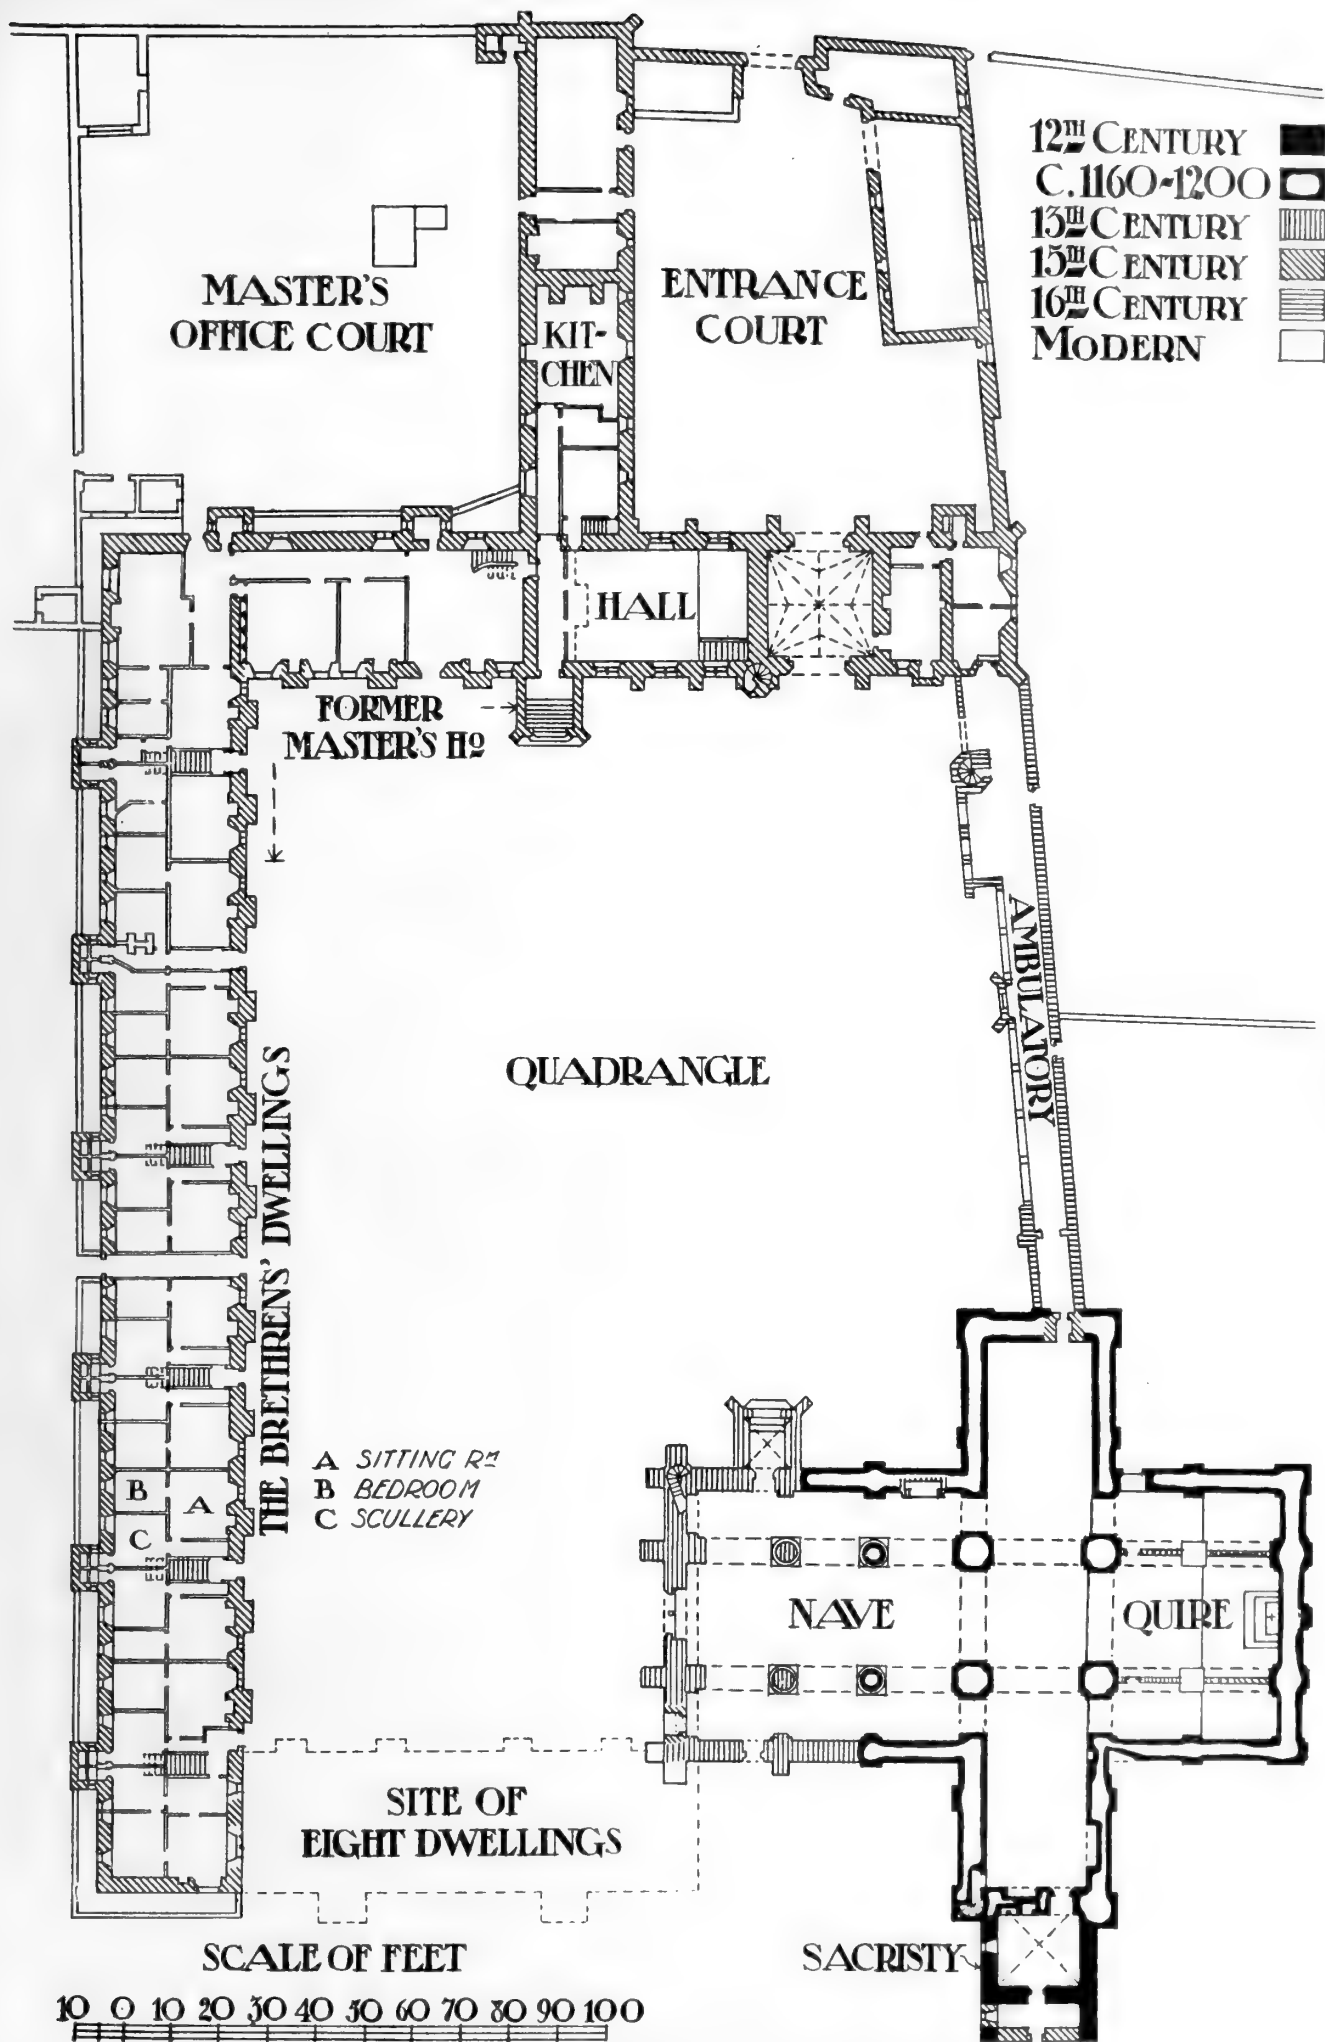 12TH CENTURY
C. 1160-1200
13TH CENTURY
15TH CENTURY
16TH CENTURY
MODERN
MASTER'S
OFFICE COURT
ENTRANCE
COURT
KIT-
CHEN
HALL
FORMER
MASTER'S Ho
AMBULATORY
QUADRANGLE
THE BRETHRENS' DWELLINGS
A SITTING RM
B BEDROOM
C SCULLERY
B
A
C
NAVE
QUIRE
SITE OF
EIGHT DWELLINGS
SACRISTY
SCALE OF FEET
10 0 10 20 30 40 50 60 70 80 90 100